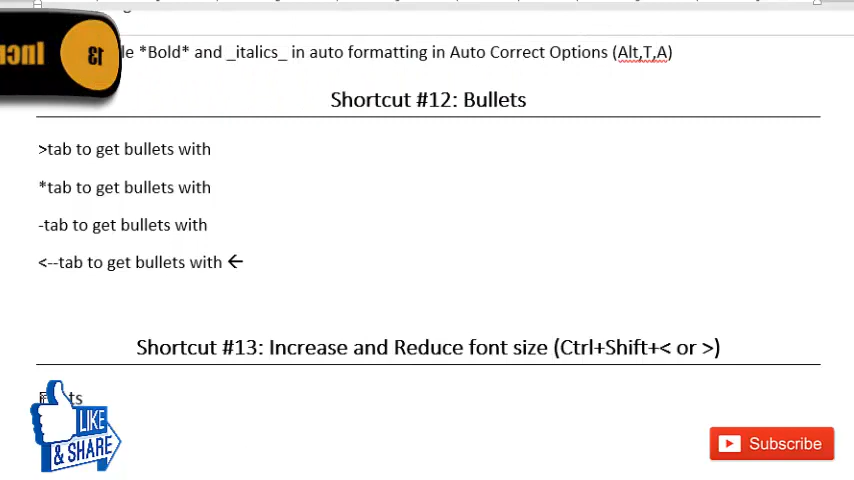 le *Bold* and _italics_ in auto formatting in Auto Correct Options (Alt,T,A)
13
Shortcut #12: Bullets
>tab to get bullets with
*tab to get bullets with
-tab to get bullets with
<--tab to get bullets with ←
Shortcut #13: Increase and Reduce font size (Ctrl+Shift+< or >)
LIKE
& SHARE
Subscribe